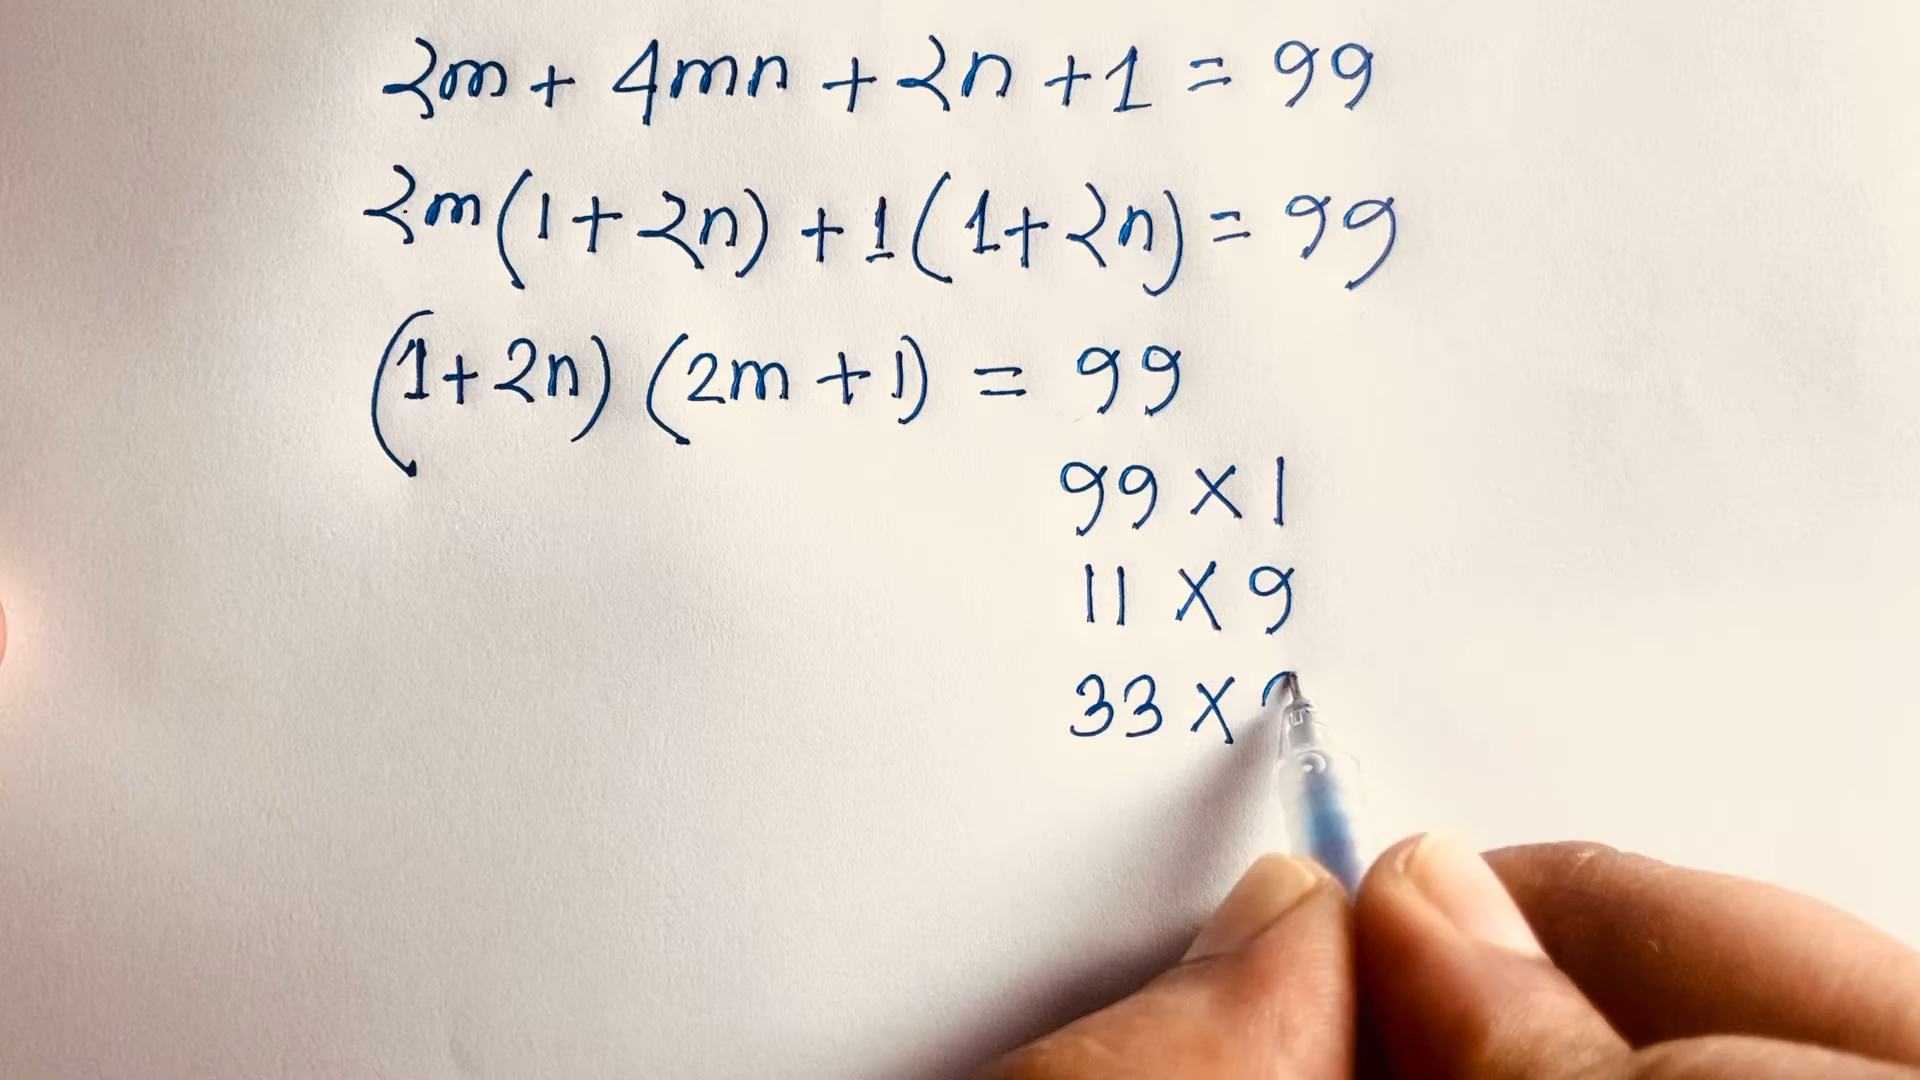 2m + 4mn + 2n + 1 = 99
2m(1 + 2n) + 1(1 + 2n) = 99
(1 + 2n) (2m + 1) = 99
99 × 1
11 × 9
33 ×